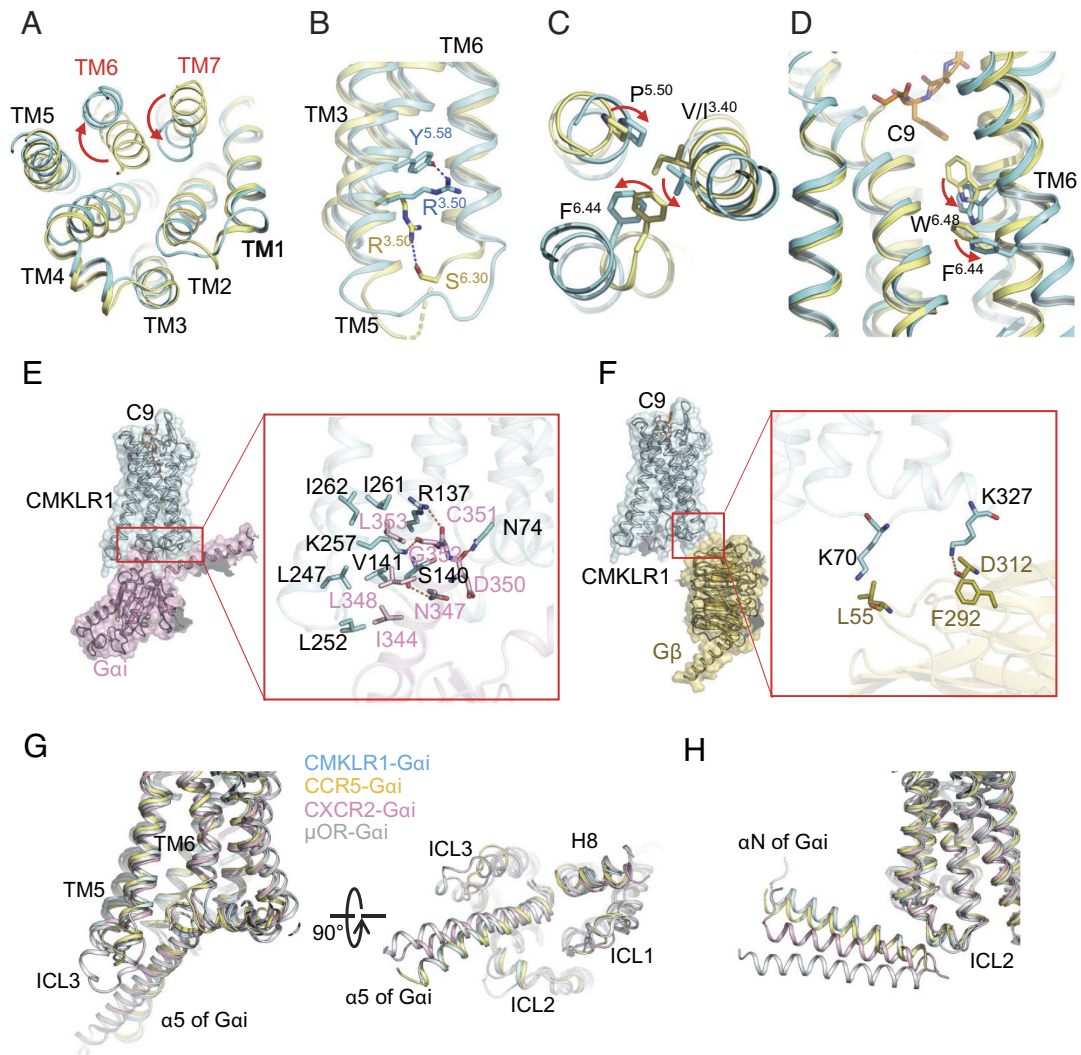 A
TM6
TM7
TM5
TM4
TM3
TM2
TM1
B
TM6
TM3
Y5.58
R3.50
R3.50
S6.30
TM5
C
P5.50
V/I3.40
F6.44
D
C9
TM6
W6.48
F6.44
E
C9
CMKLR1
Gαi
I262
I261
R137
L353
C351
N74
K257
G352
V141
S140
L247
D350
L348
N347
I344
L252
F
C9
CMKLR1
Gβ
K327
K70
D312
L55
F292
G
CMKLR1-Gαi
CCR5-Gαi
CXCR2-Gαi
μOR-Gαi
TM6
TM5
ICL3
α5 of Gαi
90°
ICL3
H8
ICL1
α5 of Gαi
ICL2
H
αN of Gαi
ICL2